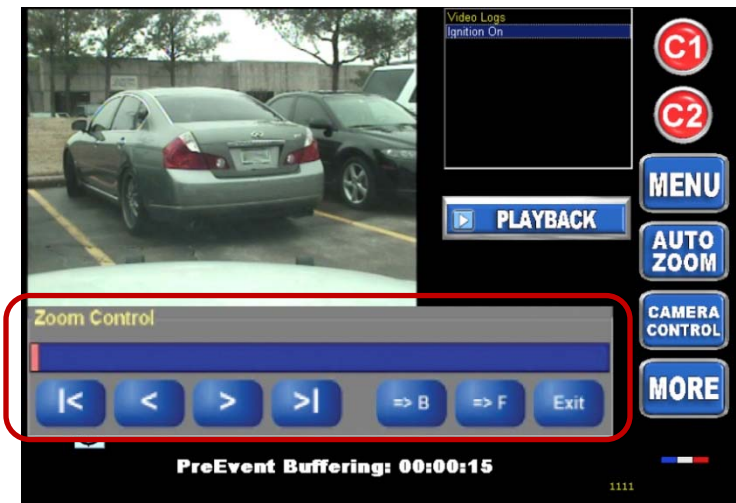 Video Logs
Ignition On
C1
C2
MENU
PLAYBACK
AUTO
ZOOM
Zoom Control
CAMERA
CONTROL
|<
<
>
>|
=> B
=> F
Exit
MORE
PreEvent Buffering: 00:00:15
1111